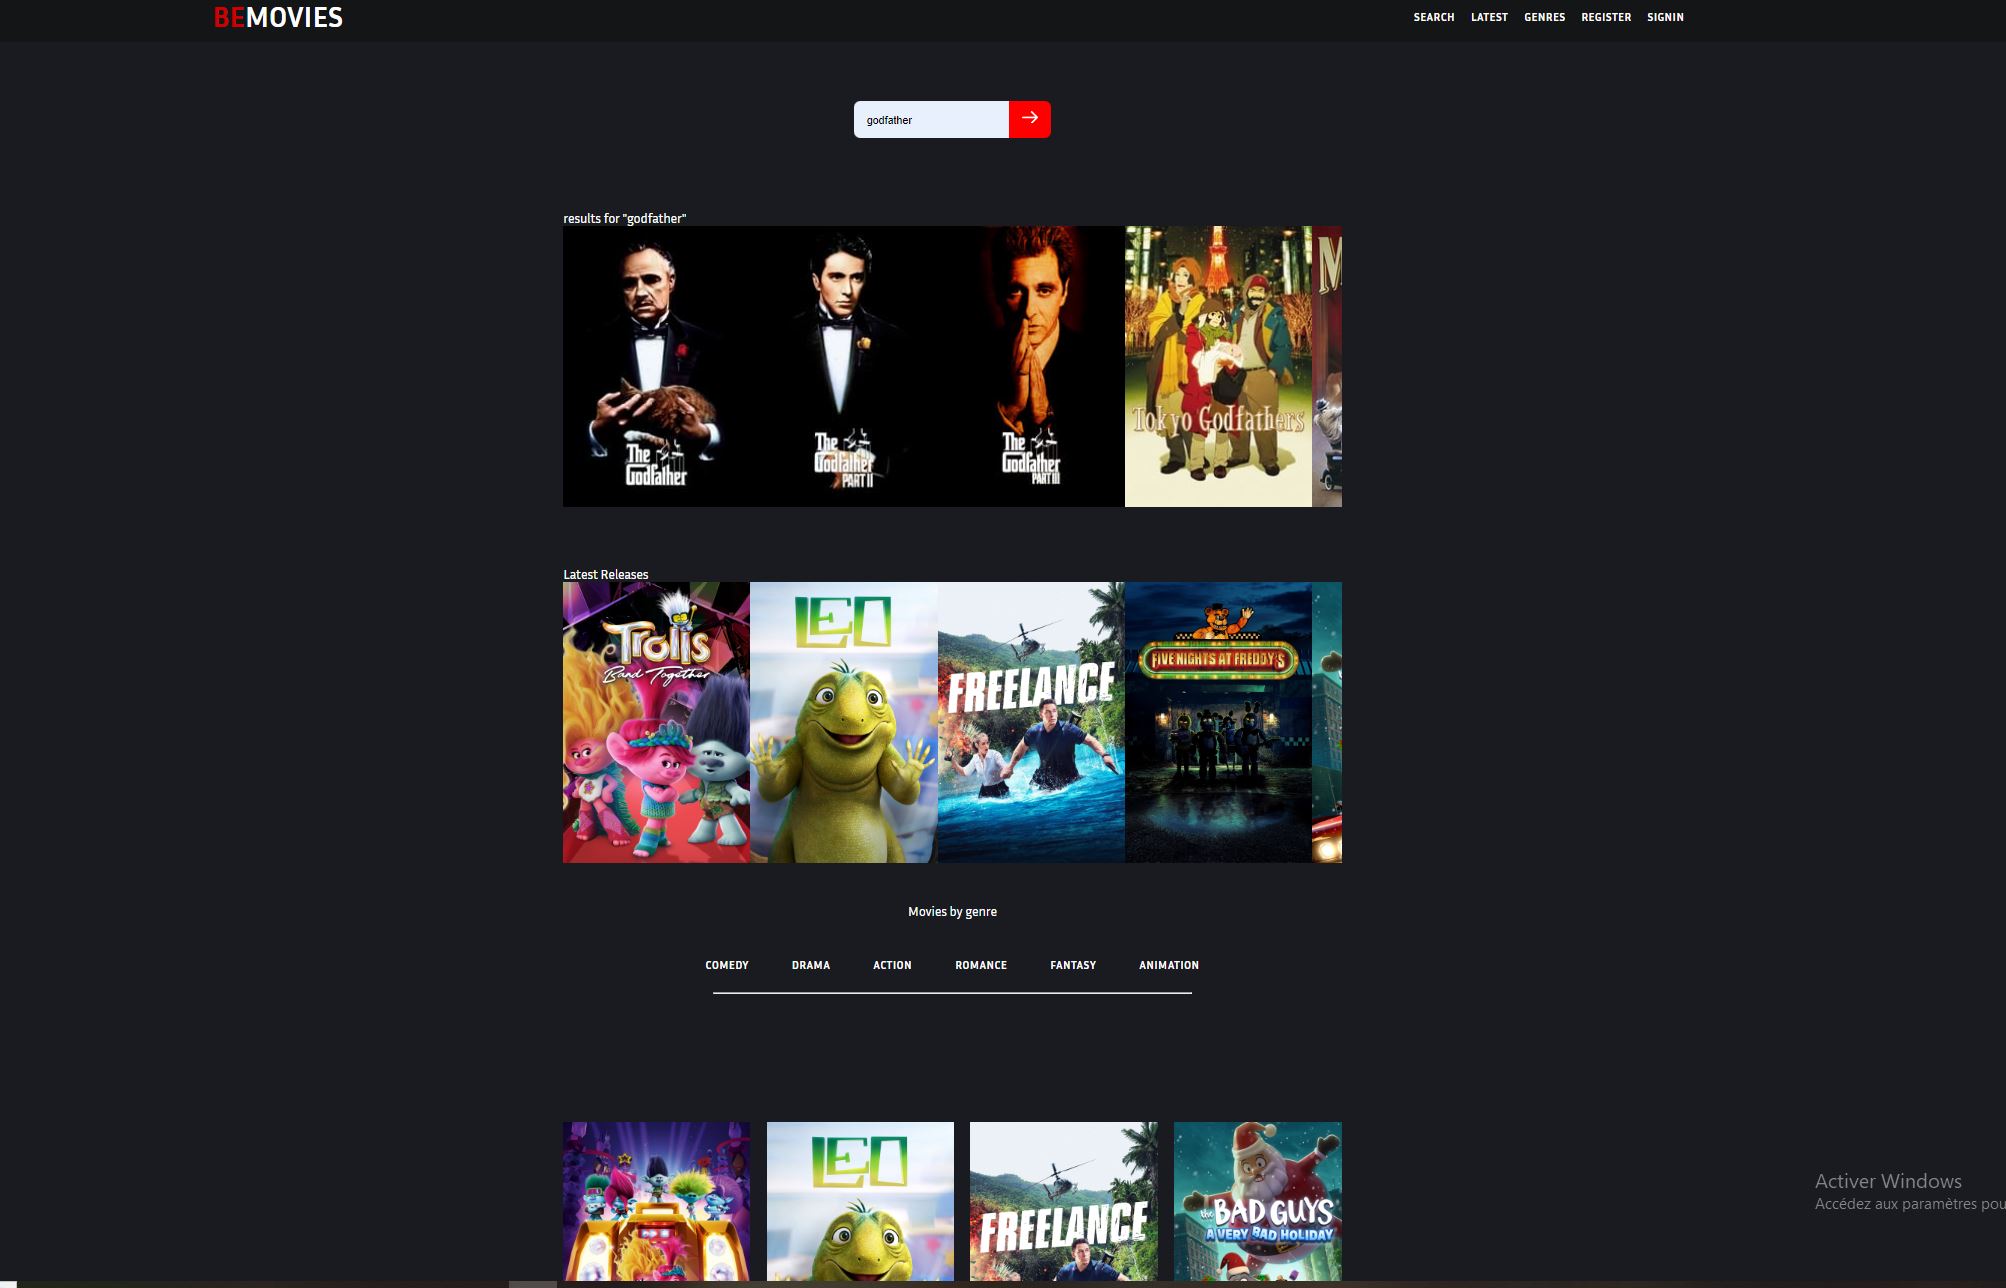 BEMOVIES
SEARCH LATEST GENRES REGISTER SIGNIN
godfather
results for "godfather"
The Godfather
The Godfather PART II
The Godfather PART III
Tokyo Godfathers
M
Latest Releases
Trolls
Band Together
LEO
FREELANCE
FIVE NIGHTS AT FREDDY'S
Movies by genre
COMEDY DRAMA ACTION ROMANCE FANTASY ANIMATION
LEO
FREELANCE
the BAD GUYS
A VERY BAD HOLIDAY
Activer Windows
Accédez aux paramètres pou